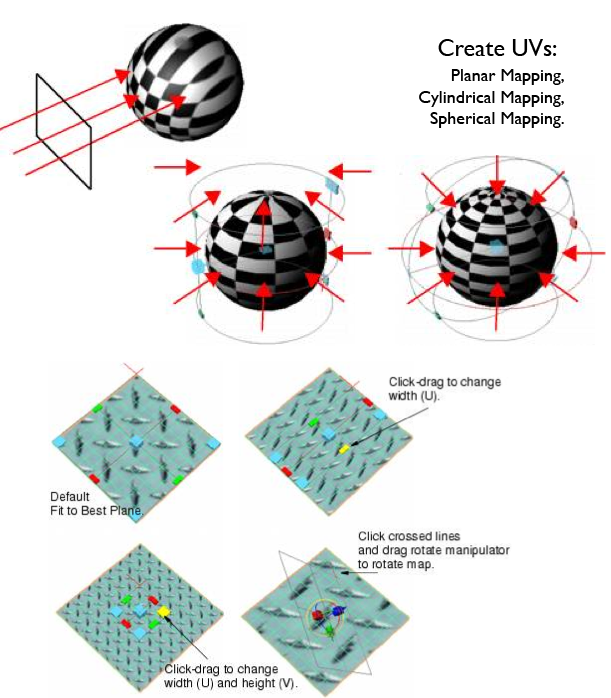 Create UVs:
Planar Mapping,
Cylindrical Mapping,
Spherical Mapping.
Click-drag to change
width (U).
Default
Fit to Best Plane.
Click crossed lines
and drag rotate manipulator
to rotate map.
Click-drag to change
width (U) and height (V).